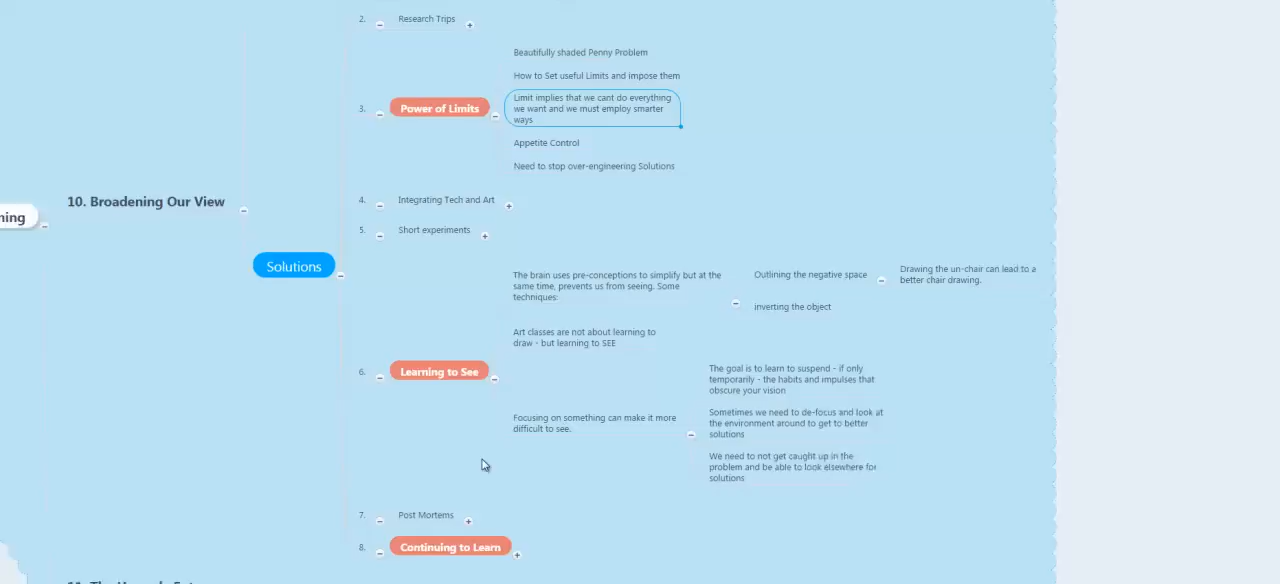 2. Research Trips
Beautifully shaded Penny Problem
How to Set useful Limits and impose them
3. Power of Limits
Limit implies that we cant do everything
we want and we must employ smarter
ways
Appetite Control
Need to stop over-engineering Solutions
10. Broadening Our View
ning
4. Integrating Tech and Art
5. Short experiments
Solutions
The brain uses pre-conceptions to simplify but at the
same time, prevents us from seeing. Some
techniques:
Outlining the negative space
Drawing the un-chair can lead to a
better chair drawing.
inverting the object
Art classes are not about learning to
draw - but learning to SEE
6. Learning to See
Focusing on something can make it more
difficult to see.
The goal is to learn to suspend - if only
temporarily - the habits and impulses that
obscure your vision
Sometimes we need to de-focus and look at
the environment around to get to better
solutions
We need to not get caught up in the
problem and be able to look elsewhere for
solutions
7. Post Mortems
8. Continuing to Learn